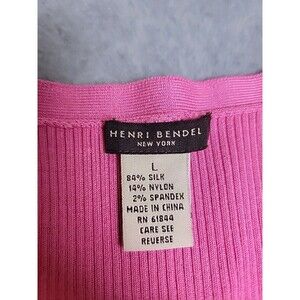 HENRI BENDEL
NEW YORK
L
84% SILK
14% NYLON
2% SPANDEX
MADE IN CHINA
RN 61844
CARE SEE
REVERSE